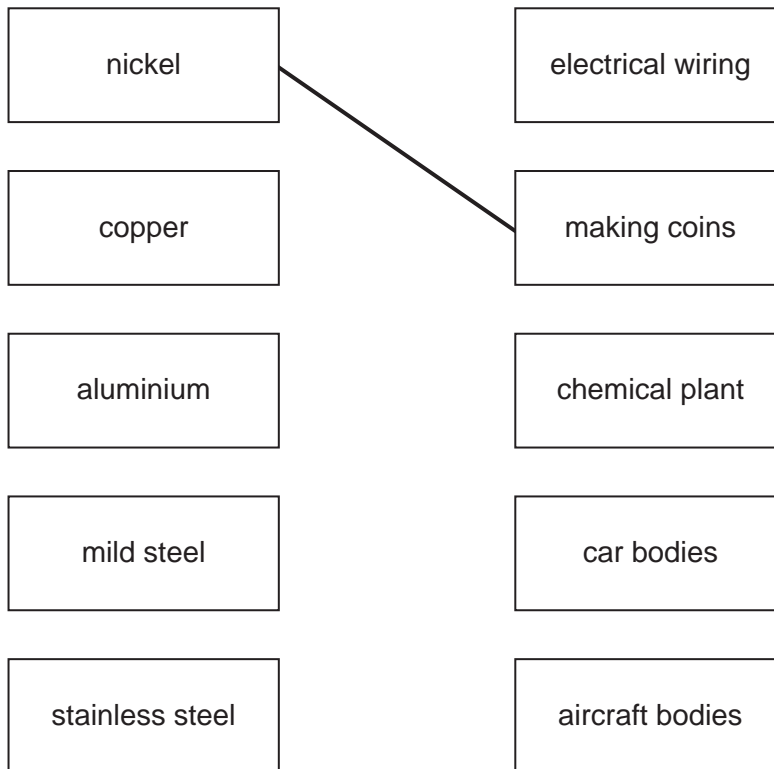 nickel
electrical wiring
copper
making coins
aluminium
chemical plant
mild steel
car bodies
stainless steel
aircraft bodies